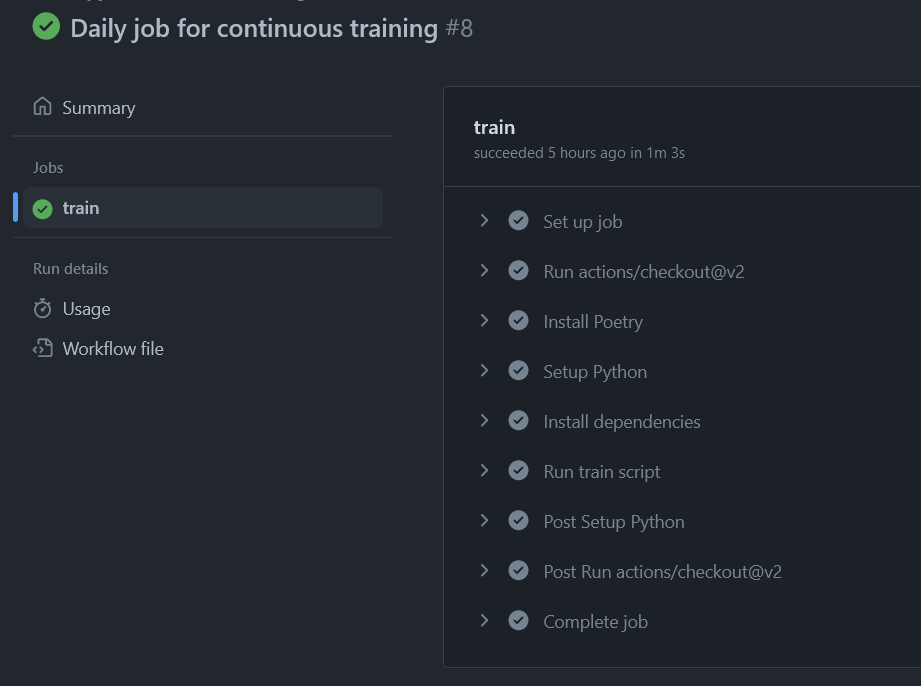 Daily job for continuous training #8
Summary
Jobs
train
Run details
Usage
Workflow file
train
succeeded 5 hours ago in 1m 3s
Set up job
Run actions/checkout@v2
Install Poetry
Setup Python
Install dependencies
Run train script
Post Setup Python
Post Run actions/checkout@v2
Complete job